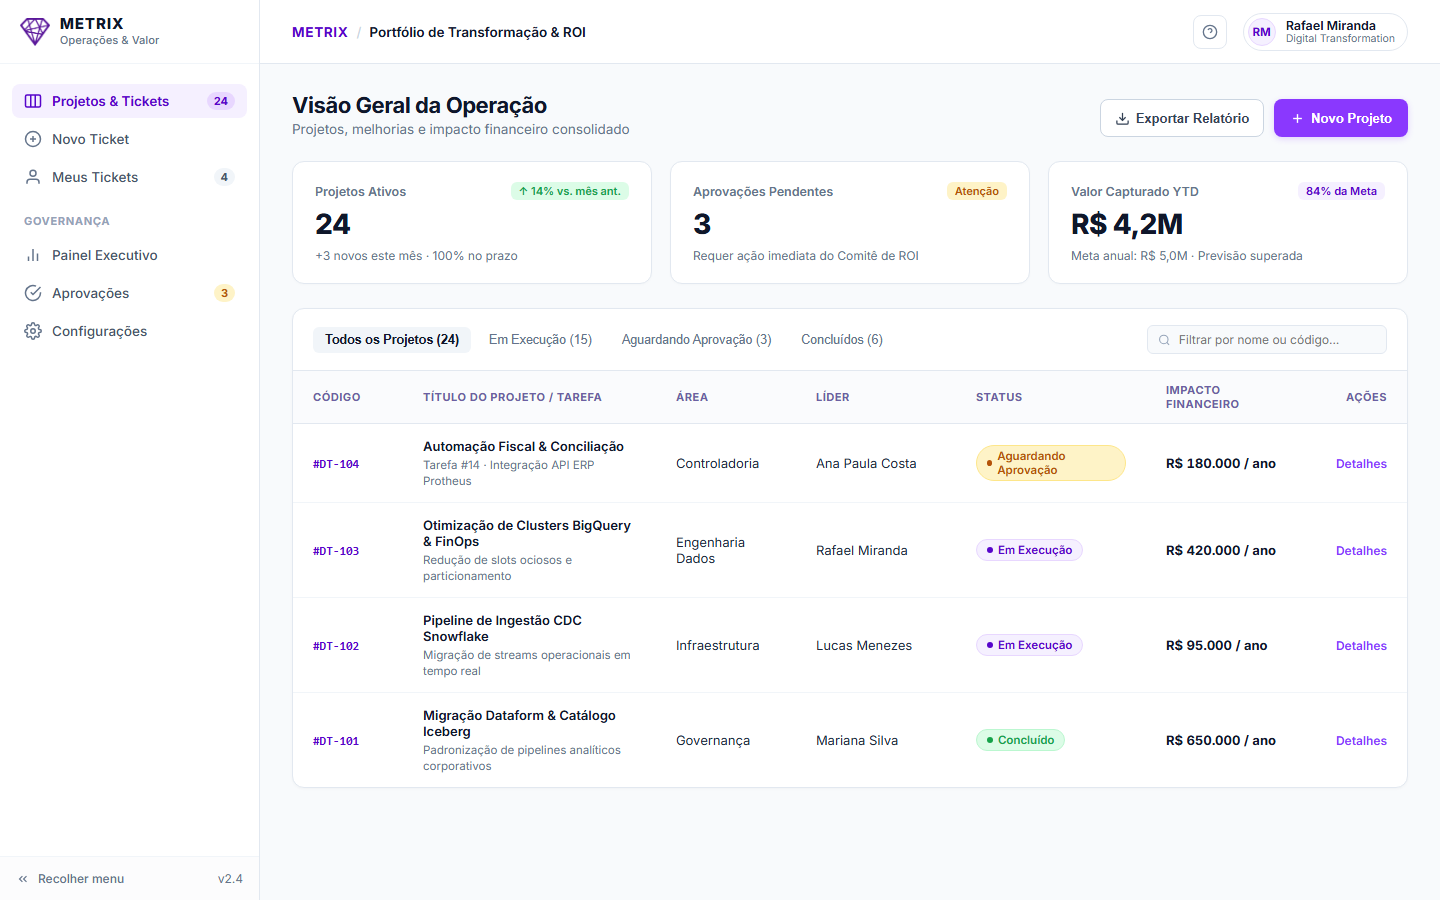 METRIX
Operações & Valor
METRIX / Portfólio de Transformação & ROI
RM
Rafael Miranda
Digital Transformation
Projetos & Tickets 24
Novo Ticket
Meus Tickets 4
GOVERNANÇA
Painel Executivo
Aprovações 3
Configurações
Recolher menu v2.4
Visão Geral da Operação
Projetos, melhorias e impacto financeiro consolidado
Exportar Relatório
+ Novo Projeto
Projetos Ativos
↑ 14% vs. mês ant.
24
+3 novos este mês · 100% no prazo
Aprovações Pendentes
Atenção
3
Requer ação imediata do Comitê de ROI
Valor Capturado YTD
84% da Meta
R$ 4,2M
Meta anual: R$ 5,0M · Previsão superada
Todos os Projetos (24)
Em Execução (15)
Aguardando Aprovação (3)
Concluídos (6)
Filtrar por nome ou código...
CÓDIGO
TÍTULO DO PROJETO / TAREFA
ÁREA
LÍDER
STATUS
IMPACTO
FINANCEIRO
AÇÕES
#DT-104
Automação Fiscal & Conciliação
Tarefa #14 · Integração API ERP
Protheus
Controladoria
Ana Paula Costa
Aguardando
Aprovação
R$ 180.000 / ano
Detalhes
#DT-103
Otimização de Clusters BigQuery
& FinOps
Redução de slots ociosos e
particionamento
Engenharia
Dados
Rafael Miranda
Em Execução
R$ 420.000 / ano
Detalhes
#DT-102
Pipeline de Ingestão CDC
Snowflake
Migração de streams operacionais em
tempo real
Infraestrutura
Lucas Menezes
Em Execução
R$ 95.000 / ano
Detalhes
#DT-101
Migração Dataform & Catálogo
Iceberg
Padronização de pipelines analíticos
corporativos
Governança
Mariana Silva
Concluído
R$ 650.000 / ano
Detalhes